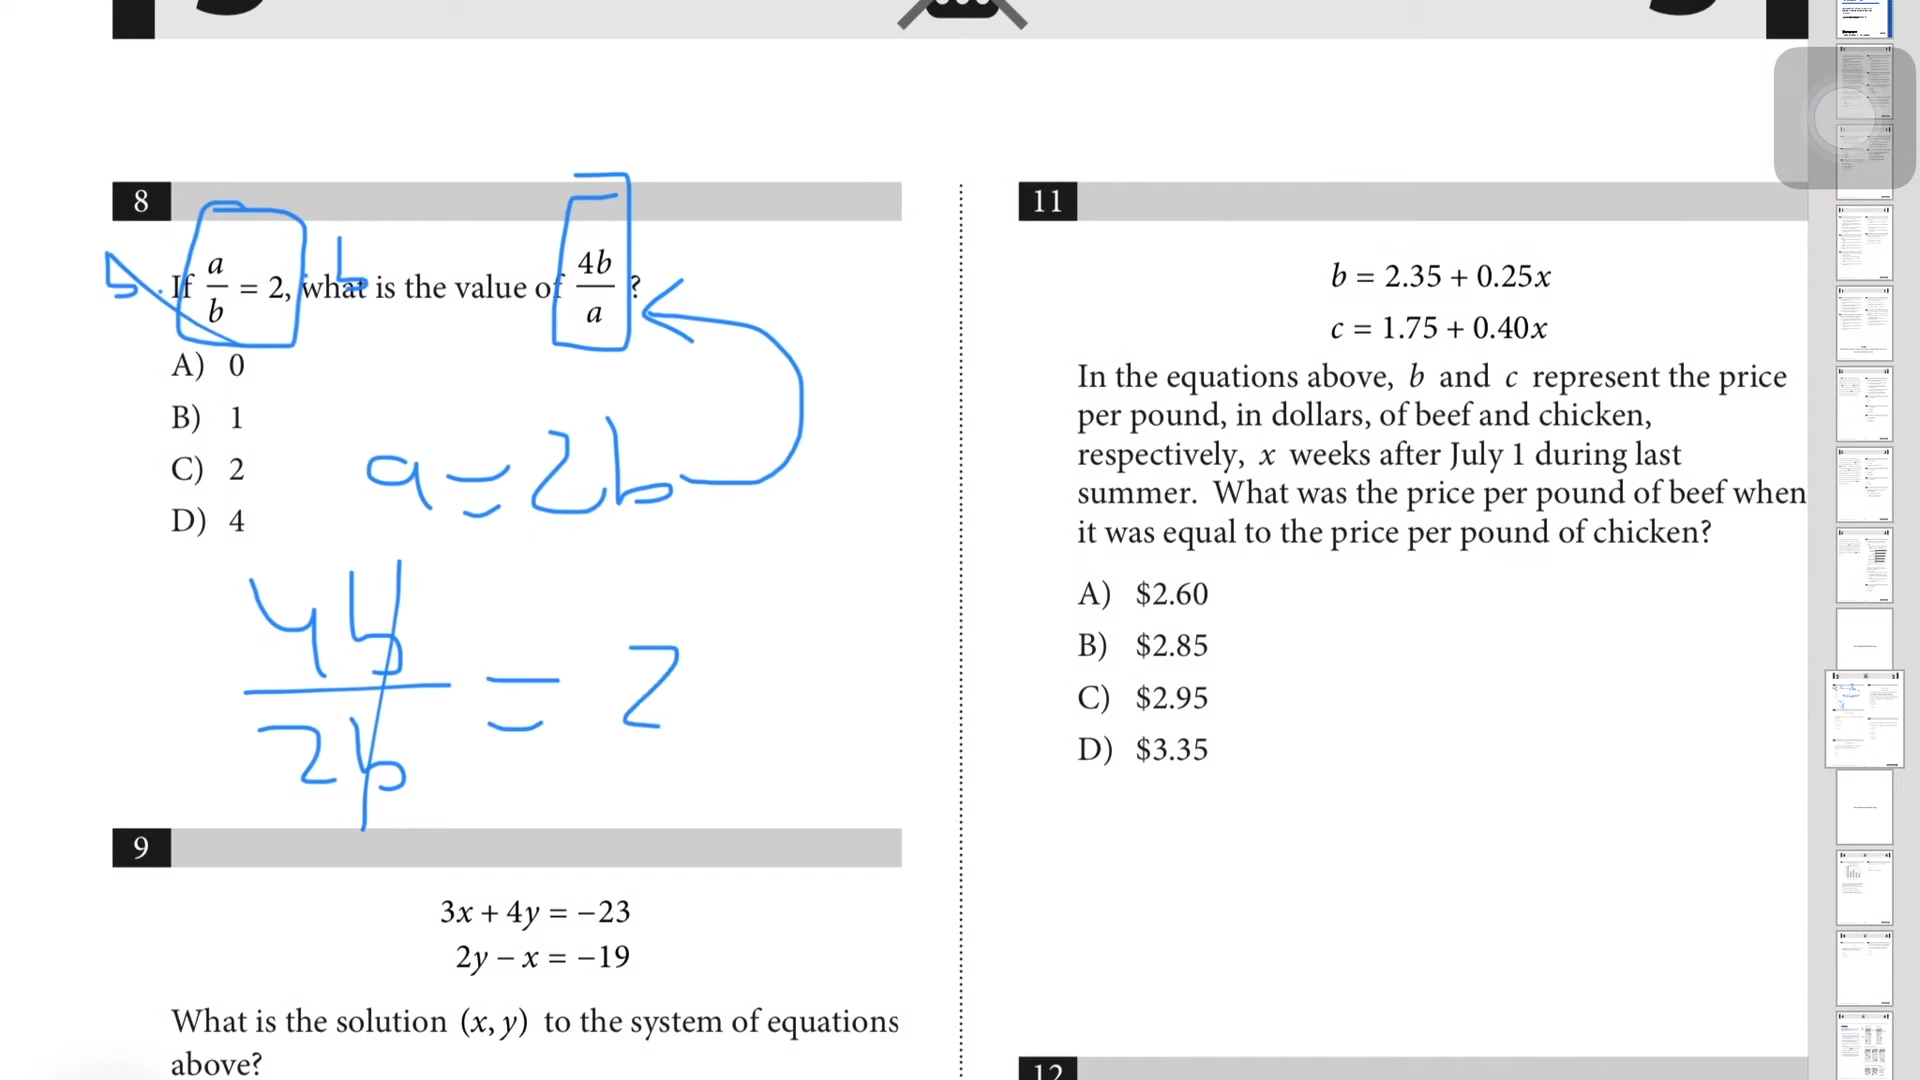 8
If a/b = 2, what is the value of 4b/a ?
b
b
A) 0
B) 1
C) 2
D) 4
a = 2b
4b/2b = 2
9
3x + 4y = −23
2y − x = −19
What is the solution (x, y) to the system of equations
above?
11
b = 2.35 + 0.25x
c = 1.75 + 0.40x
In the equations above, b and c represent the price
per pound, in dollars, of beef and chicken,
respectively, x weeks after July 1 during last
summer. What was the price per pound of beef when
it was equal to the price per pound of chicken?
A) $2.60
B) $2.85
C) $2.95
D) $3.35
12